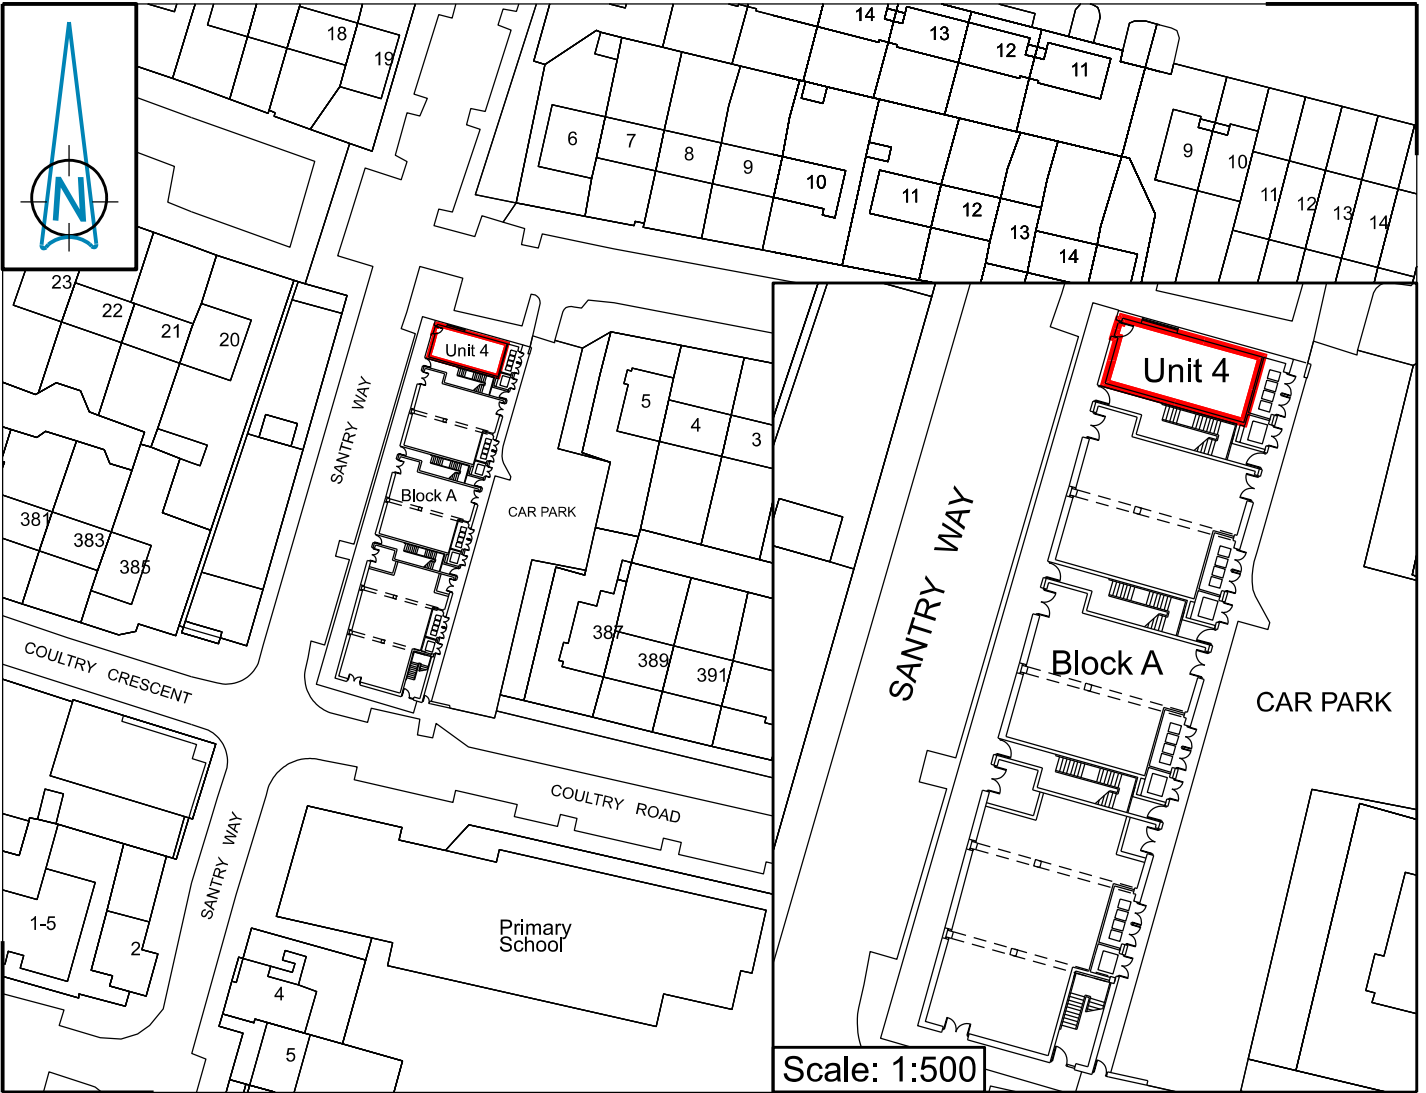 N
18
19
14
13
12
11
6
7
8
9
10
11
12
13
14
9
10
11
12
13
14
23
22
21
20
Unit 4
SANTRY WAY
5
4
3
Block A
CAR PARK
381
383
385
387
389
391
COULTRY CRESCENT
COULTRY ROAD
SANTRY WAY
1-5
2
Primary
School
4
5
Unit 4
SANTRY WAY
Block A
CAR PARK
Scale: 1:500